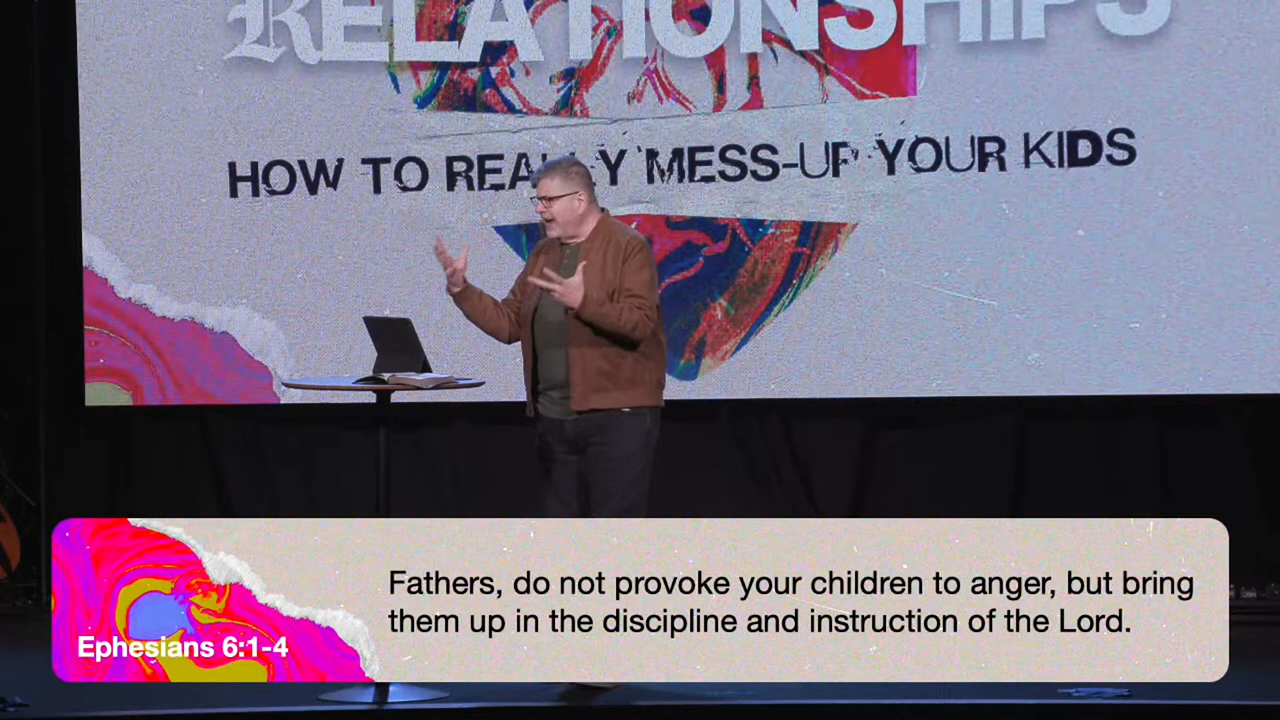 RELATIONSHIPS
HOW TO REALLY MESS-UP YOUR KIDS
Fathers, do not provoke your children to anger, but bring
them up in the discipline and instruction of the Lord.
Ephesians 6:1-4